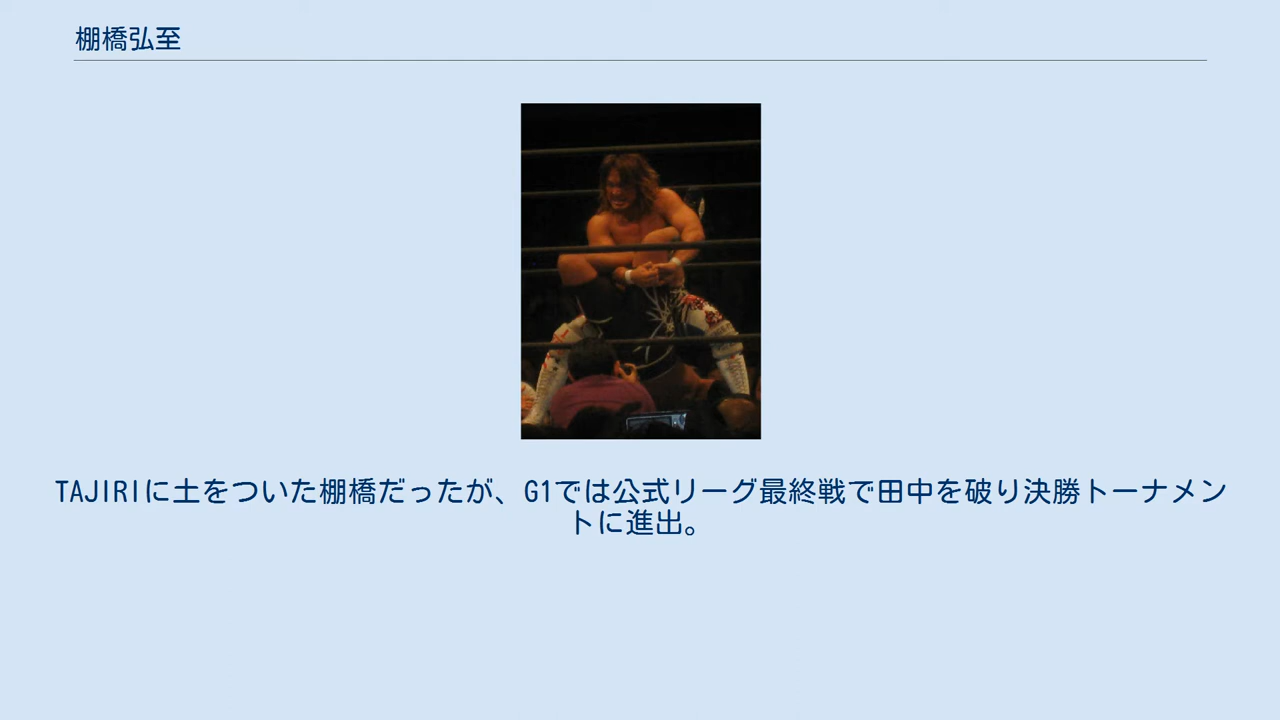 棚橋弘至
TAJIRIに土をついた棚橋だったが、G1では公式リーグ最終戦で田中を破り決勝トーナメン
トに進出。